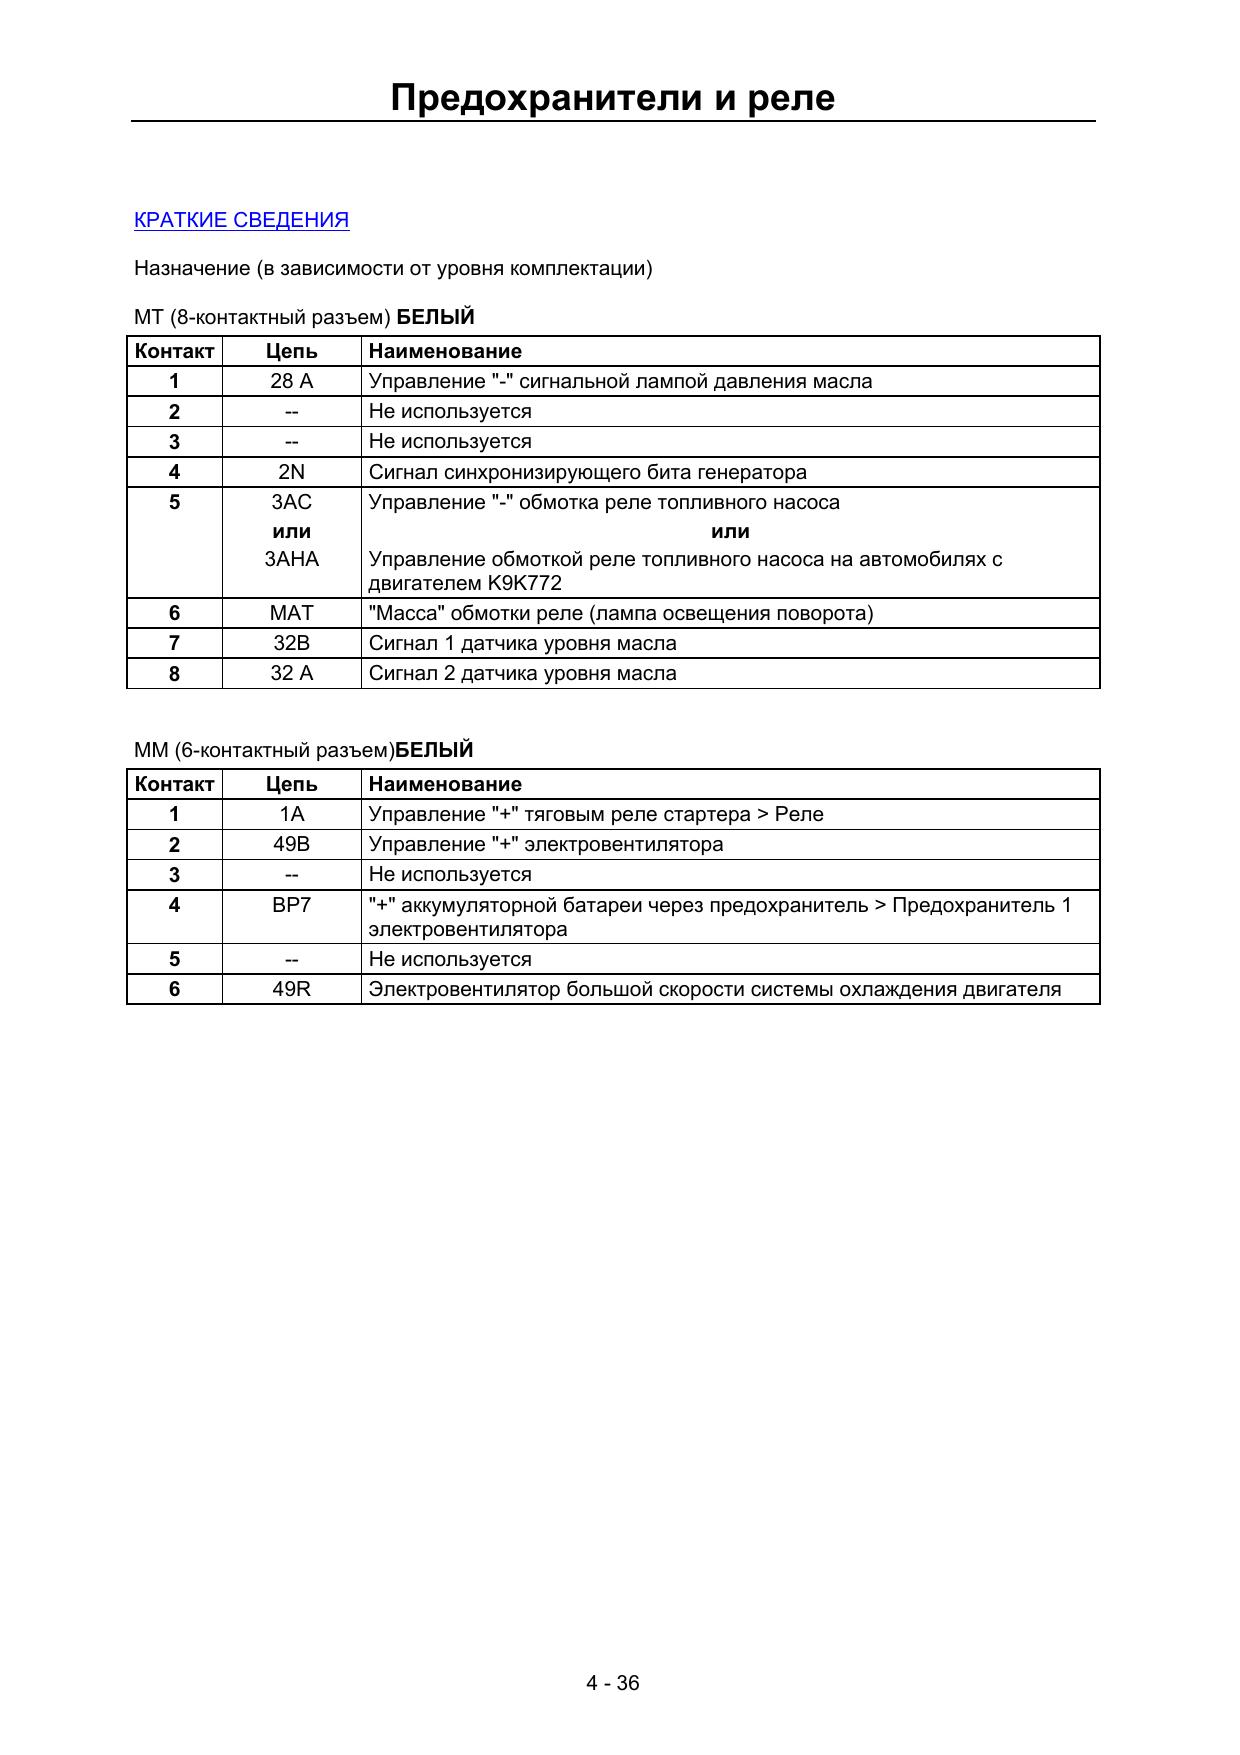 Предохранители и реле
КРАТКИЕ СВЕДЕНИЯ
Назначение (в зависимости от уровня комплектации)
МТ (8-контактный разъем) БЕЛЫЙ
Контакт Цепь Наименование
1 28 A Управление "-" сигнальной лампой давления масла
2 -- Не используется
3 -- Не используется
4 2N Сигнал синхронизирующего бита генератора
5 3AC Управление "-" обмотка реле топливного насоса
или или
3AHA Управление обмоткой реле топливного насоса на автомобилях с
двигателем K9K772
6 MAT "Масса" обмотки реле (лампа освещения поворота)
7 32B Сигнал 1 датчика уровня масла
8 32 A Сигнал 2 датчика уровня масла
ММ (6-контактный разъем)БЕЛЫЙ
Контакт Цепь Наименование
1 1A Управление "+" тяговым реле стартера > Реле
2 49B Управление "+" электровентилятора
3 -- Не используется
4 BP7 "+" аккумуляторной батареи через предохранитель > Предохранитель 1
электровентилятора
5 -- Не используется
6 49R Электровентилятор большой скорости системы охлаждения двигателя
4 - 36